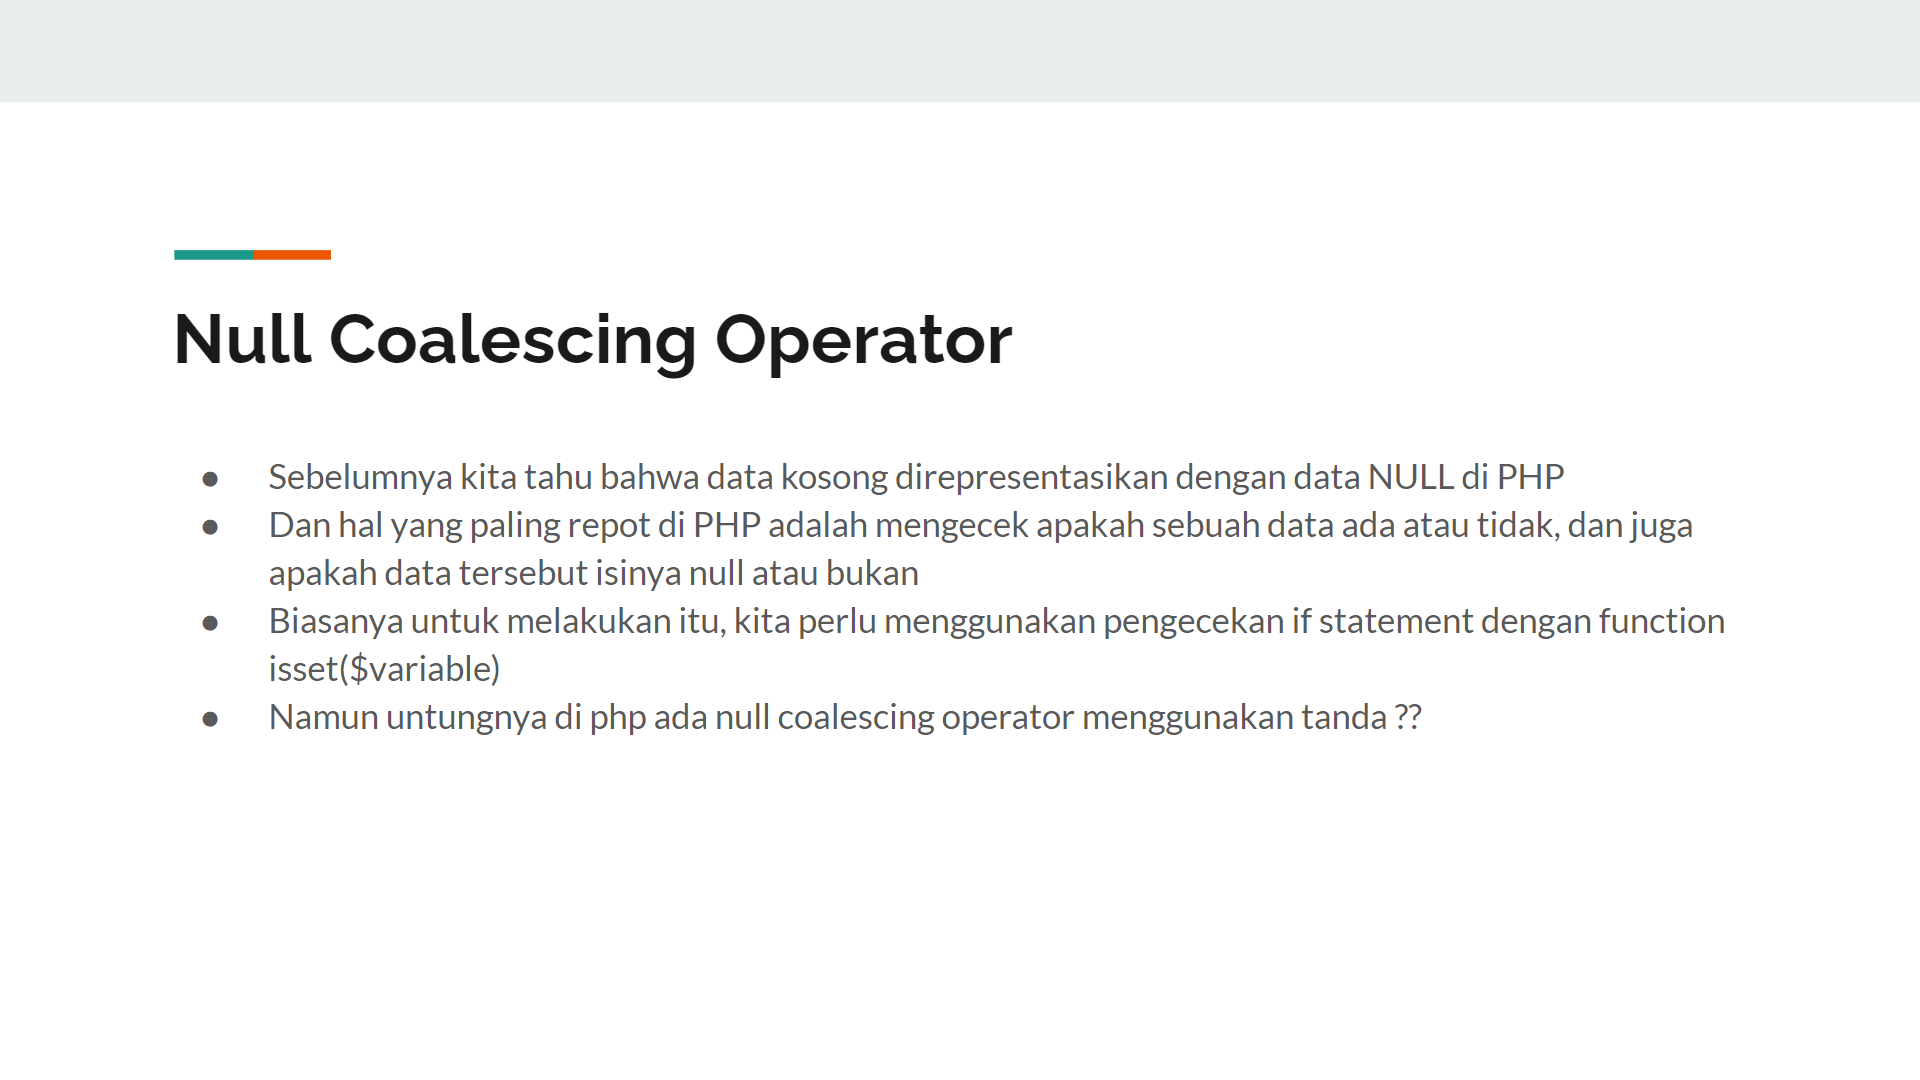 Null Coalescing Operator
● Sebelumnya kita tahu bahwa data kosong direpresentasikan dengan data NULL di PHP
● Dan hal yang paling repot di PHP adalah mengecek apakah sebuah data ada atau tidak, dan juga
apakah data tersebut isinya null atau bukan
● Biasanya untuk melakukan itu, kita perlu menggunakan pengecekan if statement dengan function
isset($variable)
● Namun untungnya di php ada null coalescing operator menggunakan tanda ??